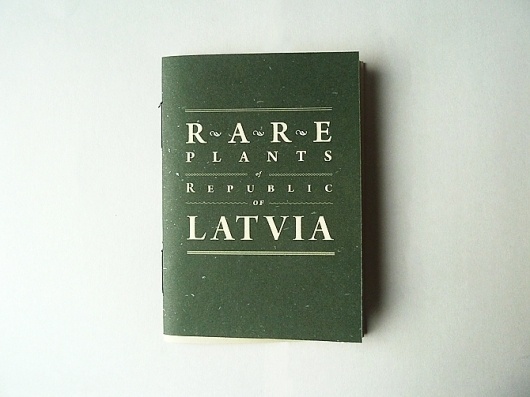 R~A~R~E
PLANTS
of
REPUBLIC
OF
LATVIA